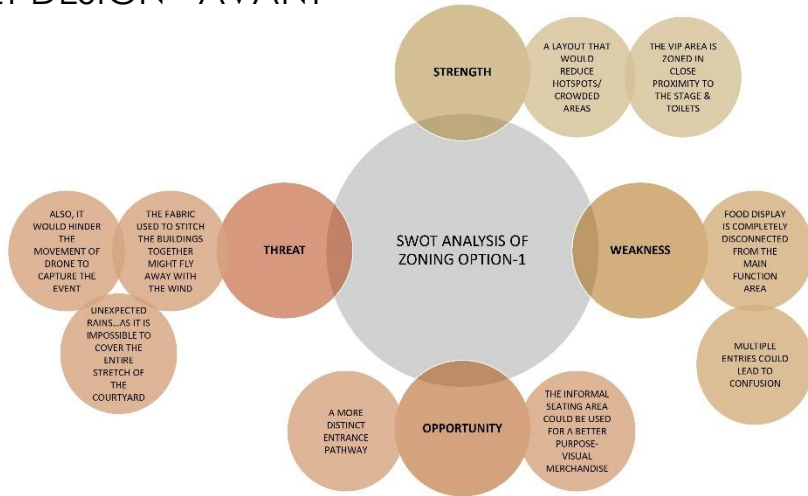 STRENGTH
A LAYOUT THAT
WOULD
REDUCE
HOTSPOTS/
CROWDED
AREAS
THE VIP AREA IS
ZONED IN
CLOSE
PROXIMITY TO
THE STAGE &
TOILETS
ALSO, IT
WOULD HINDER
THE
MOVEMENT OF
DRONE TO
CAPTURE THE
EVENT
THE FABRIC
USED TO STITCH
THE BUILDINGS
TOGETHER
MIGHT FLY
AWAY WITH
THE WIND
UNEXPECTED
RAINS...AS IT IS
IMPOSSIBLE TO
COVER THE
ENTIRE
STRETCH OF
THE
COURTYARD
THREAT
SWOT ANALYSIS OF
ZONING OPTION-1
WEAKNESS
FOOD DISPLAY
IS COMPLETELY
DISCONNECTED
FROM THE
MAIN
FUNCTION
AREA
MULTIPLE
ENTRIES COULD
LEAD TO
CONFUSION
A MORE
DISTINCT
ENTRANCE
PATHWAY
OPPORTUNITY
THE INFORMAL
SEATING AREA
COULD BE USED
FOR A BETTER
PURPOSE-
VISUAL
MERCHANDISE